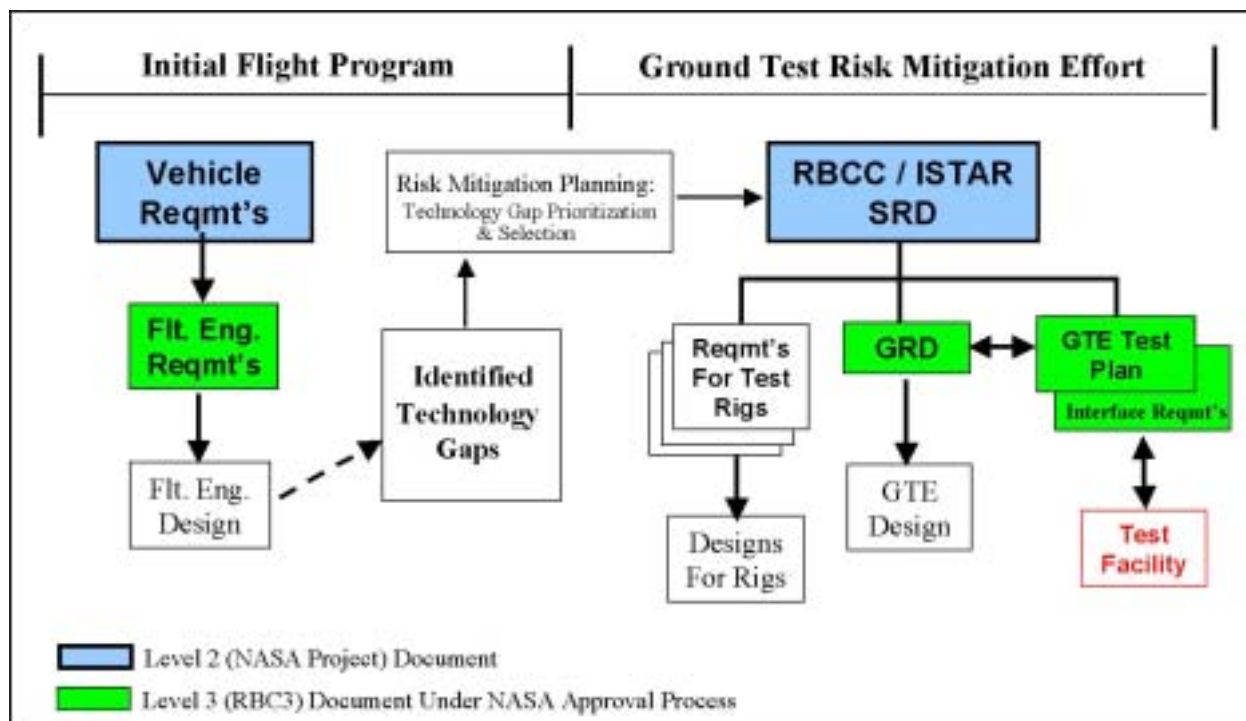 Initial Flight Program
Ground Test Risk Mitigation Effort
Vehicle
Reqmt's
Flt. Eng.
Reqmt's
Flt. Eng.
Design
Risk Mitigation Planning:
Technology Gap Prioritization
& Selection
Identified
Technology
Gaps
RBCC / ISTAR
SRD
Reqmt's
For Test
Rigs
Designs
For Rigs
GRD
GTE
Design
GTE Test
Plan
Interface Reqmt's
Test
Facility
Level 2 (NASA Project) Document
Level 3 (RBC3) Document Under NASA Approval Process